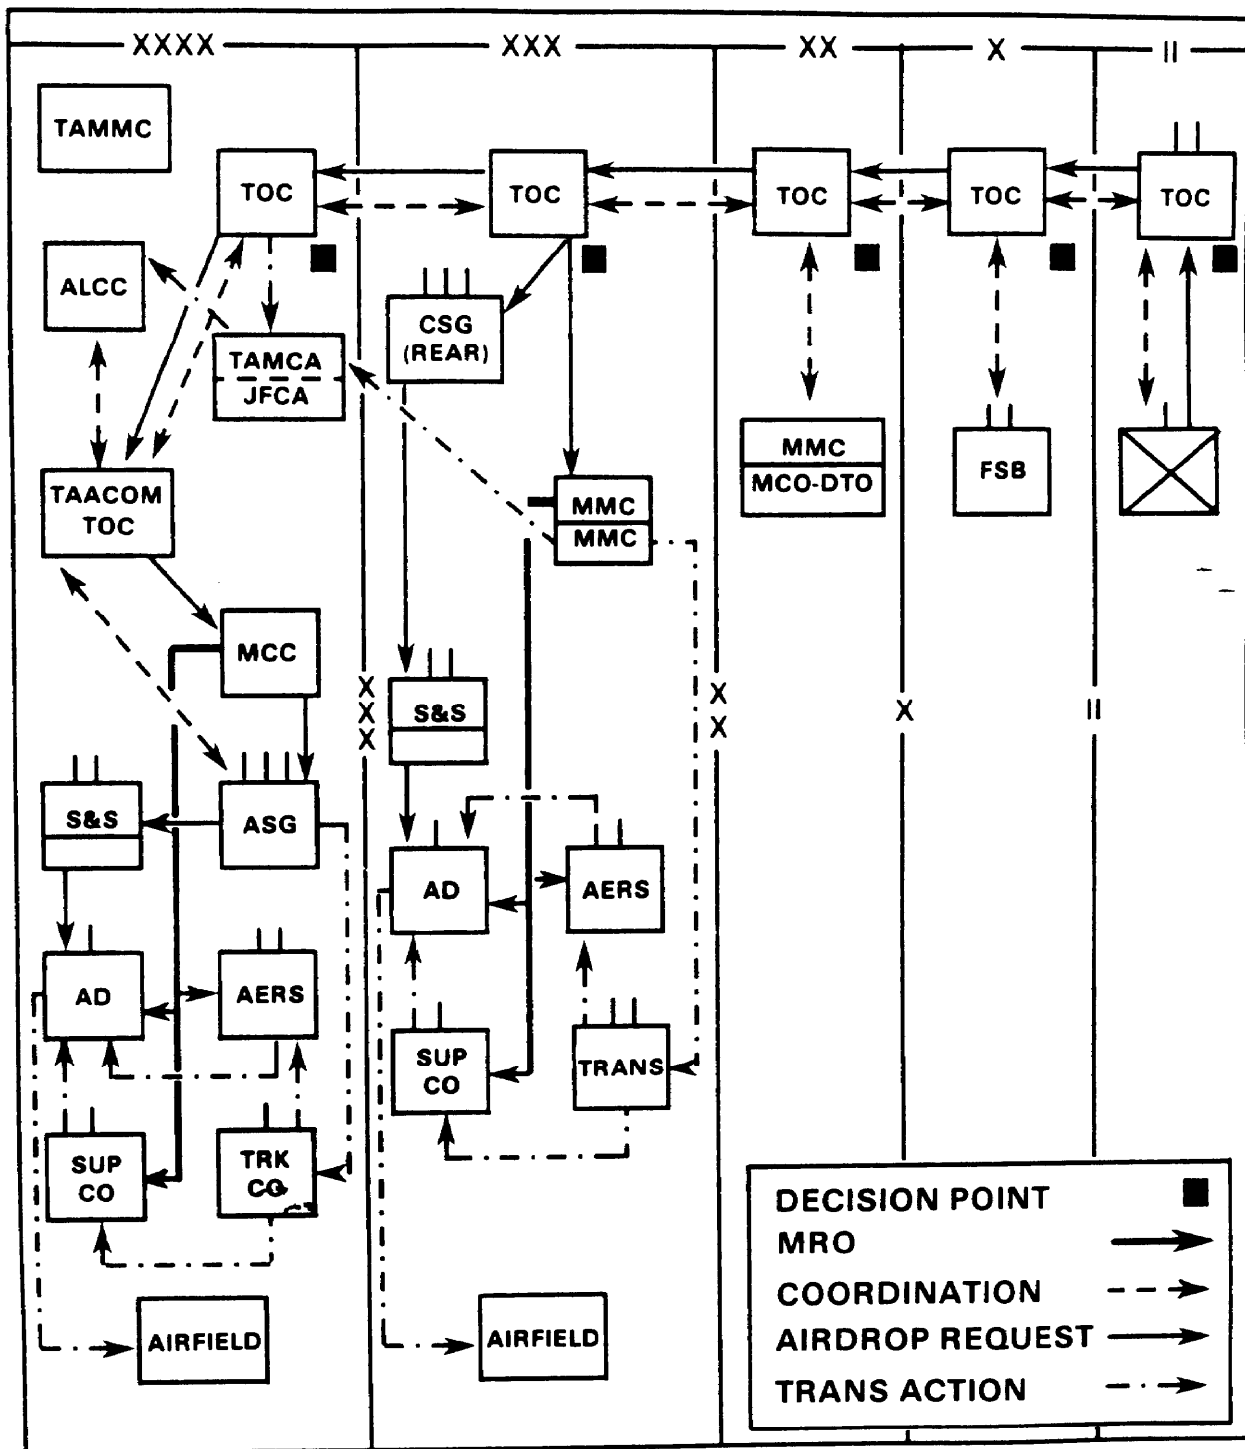 XXXX
XXX
XX
X
II
TAMMC
TOC
TOC
TOC
TOC
TOC
ALCC
TAMCA
JFCA
CSG
(REAR)
MMC
MCO-DTO
FSB
TAACOM
TOC
MMC
MMC
MCC
X
X
X
S&S
X
X
X
II
S&S
ASG
AD
AERS
AD
AERS
SUP
CO
TRANS
SUP
CO
TRK
CO
AIRFIELD
AIRFIELD
DECISION POINT
MRO
COORDINATION
AIRDROP REQUEST
TRANS ACTION